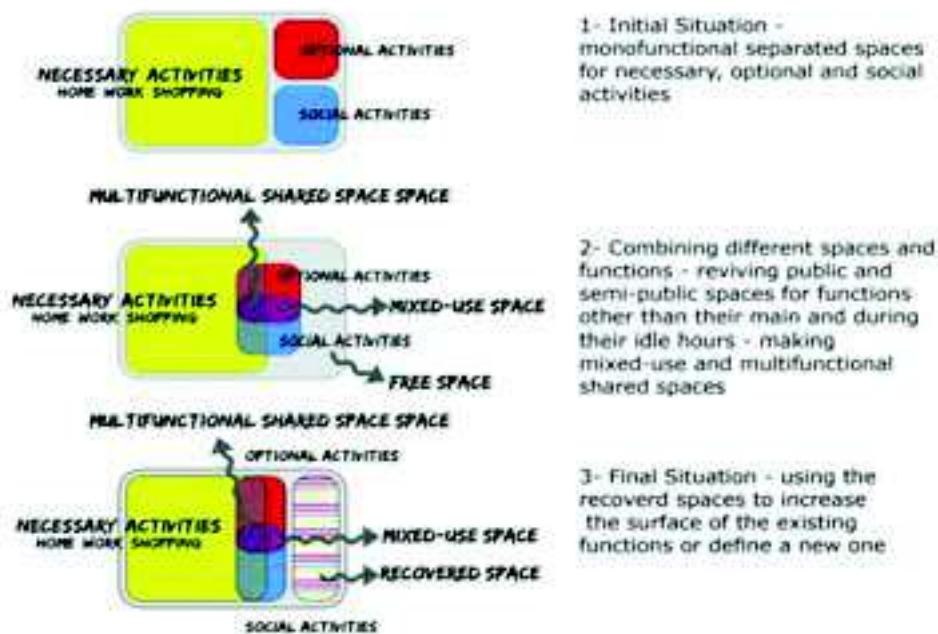 OPTIONAL ACTIVITIES
NECESSARY ACTIVITIES
HOME WORK SHOPPING
SOCIAL ACTIVITIES
1- Initial Situation -
monofunctional separated spaces
for necessary, optional and social
activities
MULTIFUNCTIONAL SHARED SPACE SPACE
OPTIONAL ACTIVITIES
NECESSARY ACTIVITIES
HOME WORK SHOPPING
MIXED-USE SPACE
SOCIAL ACTIVITIES
FREE SPACE
2- Combining different spaces and
functions - reviving public and
semi-public spaces for functions
other than their main and during
their idle hours - making
mixed-use and multifunctional
shared spaces
MULTIFUNCTIONAL SHARED SPACE SPACE
OPTIONAL ACTIVITIES
NECESSARY ACTIVITIES
HOME WORK SHOPPING
MIXED-USE SPACE
RECOVERED SPACE
SOCIAL ACTIVITIES
3- Final Situation - using the
recoverd spaces to increase
the surface of the existing
functions or define a new one